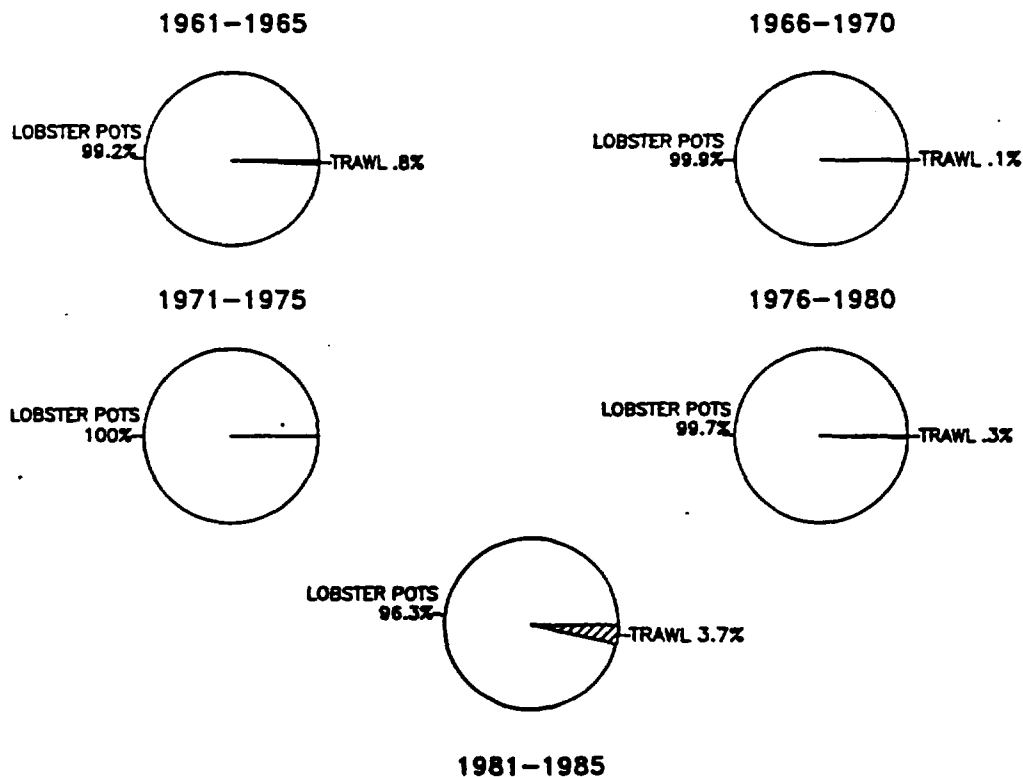 1961–1965
LOBSTER POTS
99.2%
TRAWL .8%
1966–1970
LOBSTER POTS
99.9%
TRAWL .1%
1971–1975
LOBSTER POTS
100%
1976–1980
LOBSTER POTS
99.7%
TRAWL .3%
LOBSTER POTS
96.3%
TRAWL 3.7%
1981–1985